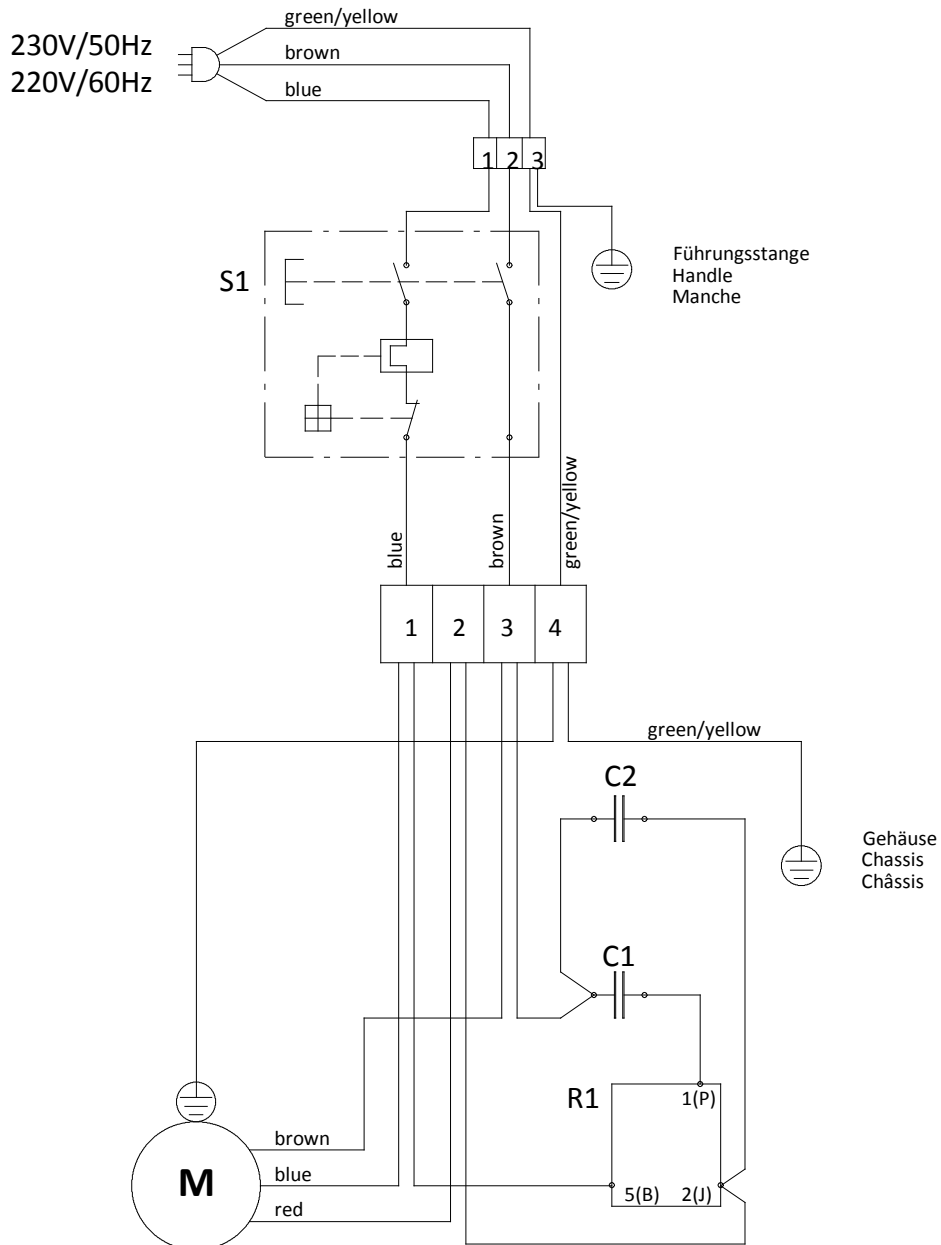 green/yellow
230V/50Hz
brown
220V/60Hz
blue
1 2 3
S1
Führungsstange
Handle
Manche
blue
brown
green/yellow
1 2 3 4
green/yellow
C2
Gehäuse
Chassis
Châssis
C1
R1
1(P)
brown
M
blue
5(B) 2(J)
red